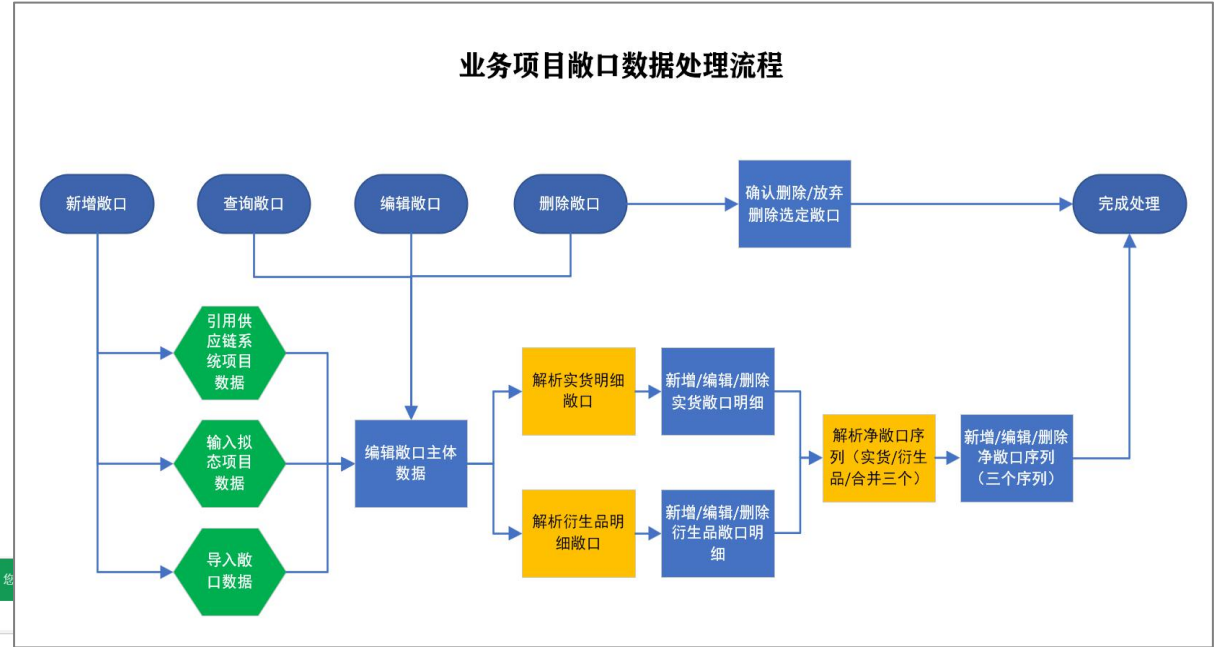 业务项目敞口数据处理流程
新增敞口
查询敞口
编辑敞口
删除敞口
确认删除/放弃
删除选定敞口
完成处理
引用供
应链系
统项目
数据
输入拟
态项目
数据
导入敞
口数据
编辑敞口主体
数据
解析实货明细
敞口
新增/编辑/删除
实货敞口明细
解析衍生品明
细敞口
新增/编辑/删除
衍生品敞口明
细
解析净敞口序
列（实货/衍生
品/合并三个）
新增/编辑/删除
净敞口序列
（三个序列）
您